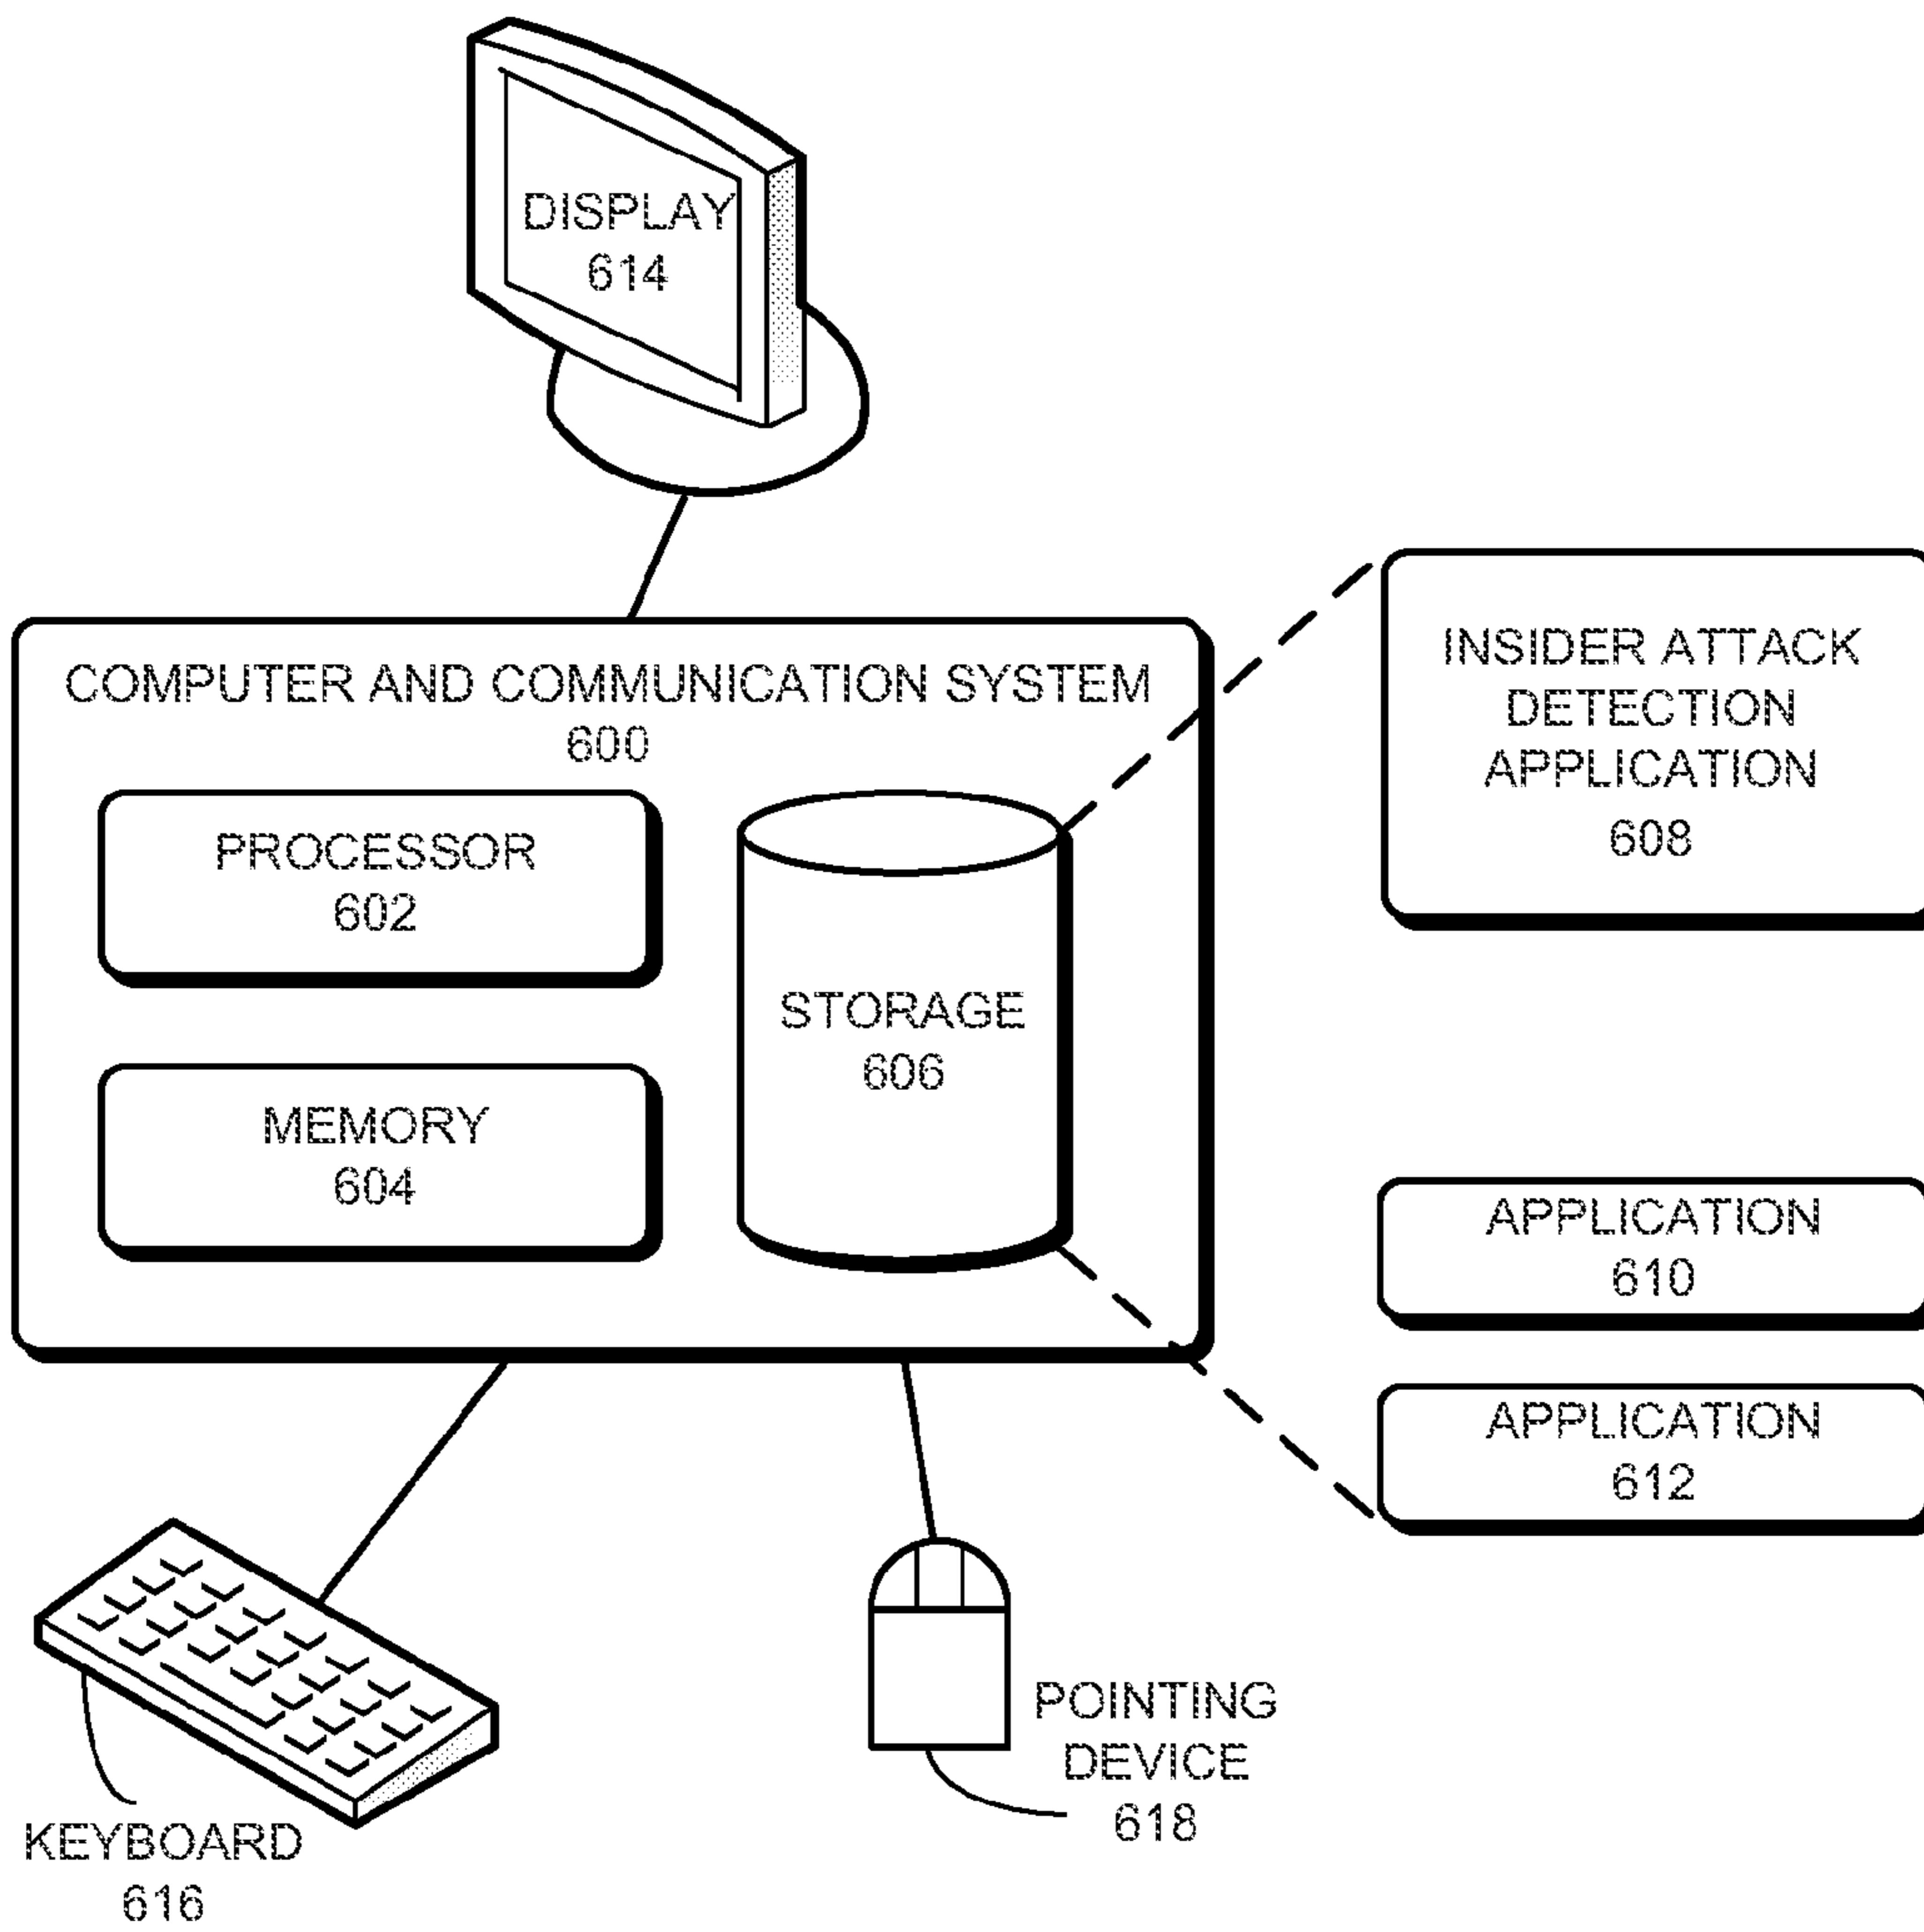 DISPLAY
614
COMPUTER AND COMMUNICATION SYSTEM
600
PROCESSOR
602
MEMORY
604
STORAGE
606
INSIDER ATTACK
DETECTION
APPLICATION
608
APPLICATION
610
APPLICATION
612
KEYBOARD
616
POINTING
DEVICE
618